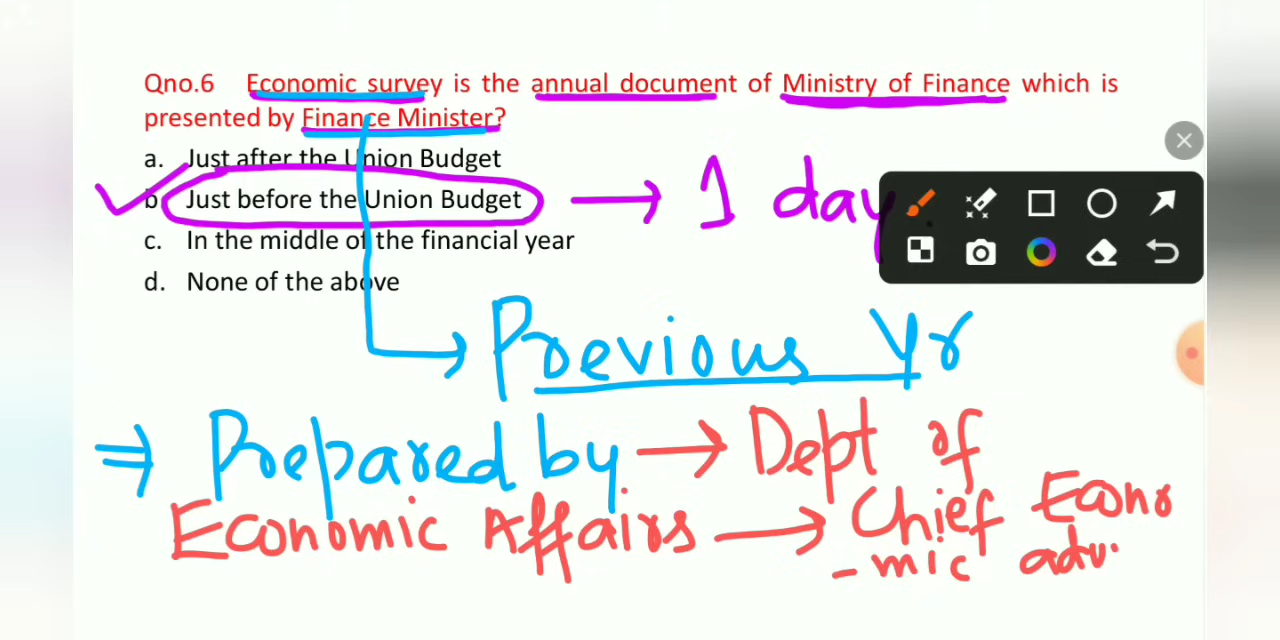 Qno.6 Economic survey is the annual document of Ministry of Finance which is
presented by Finance Minister?
a. Just after the Union Budget
b. Just before the Union Budget → 1 day
c. In the middle of the financial year
d. None of the above
Previous Yr
⇒ Prepared by → Dept of
Economic Affairs → Chief Econo
-mic adv.